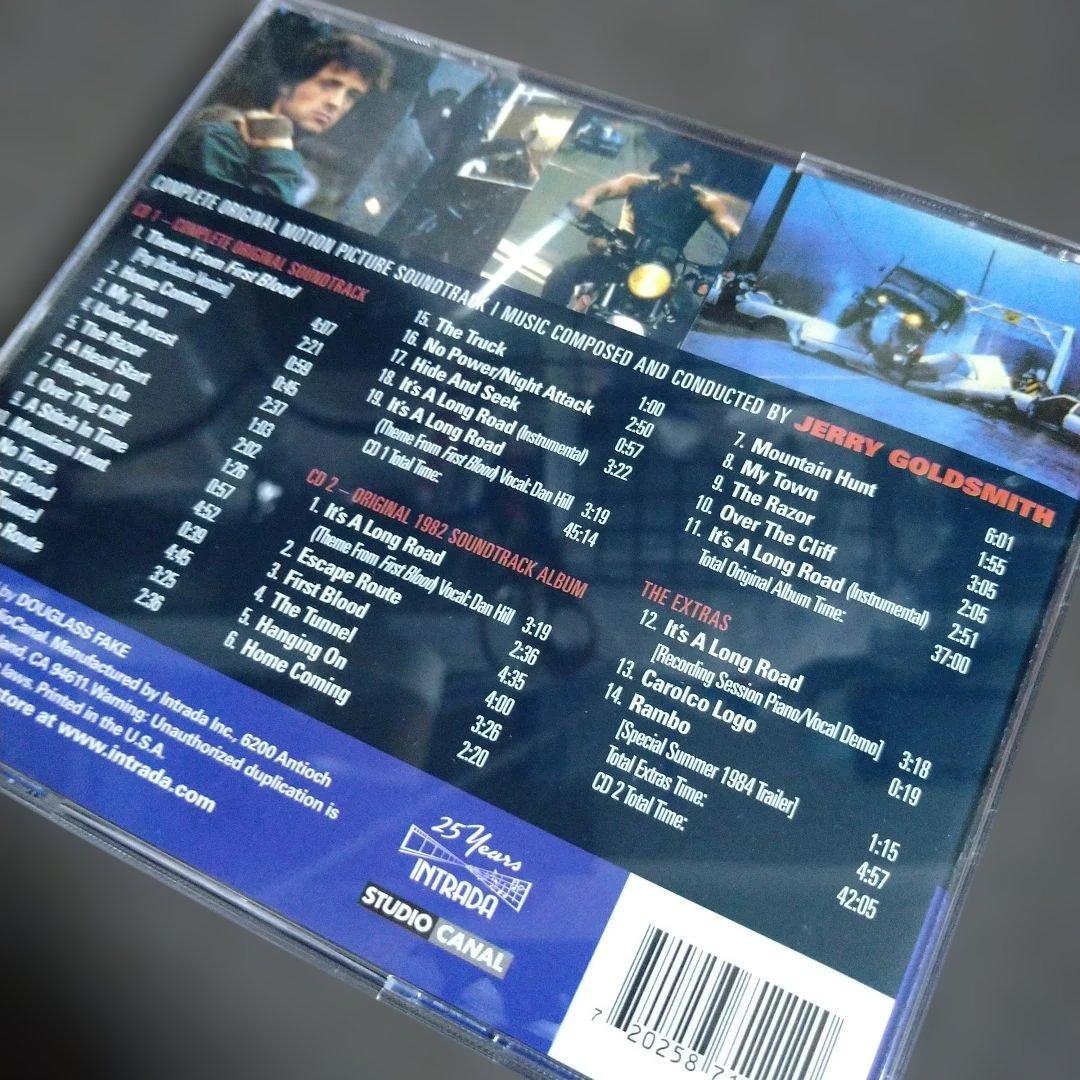 COMPLETE ORIGINAL MOTION PICTURE SOUNDTRACK | MUSIC COMPOSED AND CONDUCTED BY JERRY GOLDSMITH
CD 1 – COMPLETE ORIGINAL SOUNDTRACK
1. Theme From First Blood
4:07
2. Home Coming 2:21
3. My Town
4. Under Arrest 0:45
5. The Razor 2:37
6. A Head Start 1:03
7. Hanging On 2:02
8. Over The Cliff 1:26
9. A Stitch In Time 0:57
Mountain Hunt 4:52
No Truce 0:39
Blood 4:45
Tunnel 3:25
Route 2:36
15. The Truck 1:00
16. No Power/Night Attack 2:50
17. Hide And Seek 0:57
18. It's A Long Road (Instrumental) 3:22
19. It's A Long Road
(Theme From First Blood) Vocal: Dan Hill 3:19
CD 1 Total Time: 45:14
CD 2 – ORIGINAL 1982 SOUNDTRACK ALBUM
1. It's A Long Road
(Theme From First Blood) Vocal: Dan Hill 3:19
2. Escape Route 2:36
3. First Blood 4:35
4. The Tunnel 4:00
5. Hanging On 3:26
6. Home Coming 2:20
7. Mountain Hunt 6:01
8. My Town 1:55
9. The Razor 3:05
10. Over The Cliff 2:05
11. It's A Long Road (Instrumental) 2:51
Total Original Album Time: 37:00
THE EXTRAS
12. It's A Long Road
[Recording Session Piano/Vocal Demo] 3:18
13. Carolco Logo 0:19
14. Rambo
[Special Summer 1984 Trailer] 1:15
Total Extras Time: 4:57
CD 2 Total Time: 42:05
by DOUGLASS FAKE
Canal. Manufactured by Intrada Inc., 6200 Antioch
CA 94611. Warning: Unauthorized duplication is
laws. Printed in the U.S.A.
store at www.intrada.com
25 Years
INTRADA
STUDIO CANAL
7 20258 71